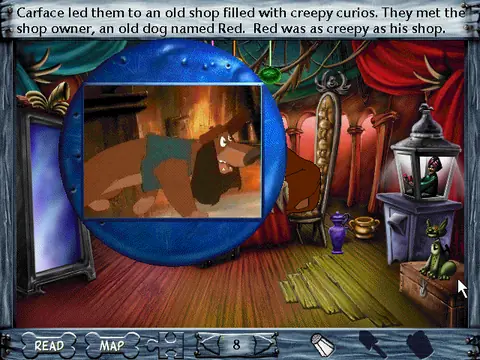 Carface led them to an old shop filled with creepy curios. They met the
shop owner, an old dog named Red.  Red was as creepy as his shop.
READ
MAP
8